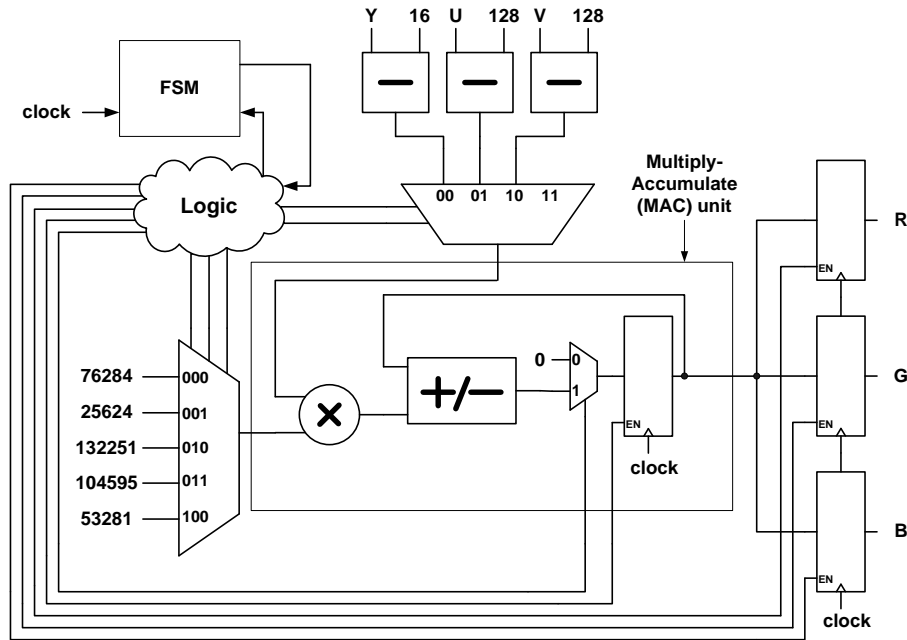 Y 16 U 128 V 128
FSM
clock
Logic
00 01 10 11
Multiply-
Accumulate
(MAC) unit
R
EN
0 0
1
76284 000
25624 001
132251 010
104595 011
53281 100
+/−
×
EN
clock
G
EN
B
EN
clock